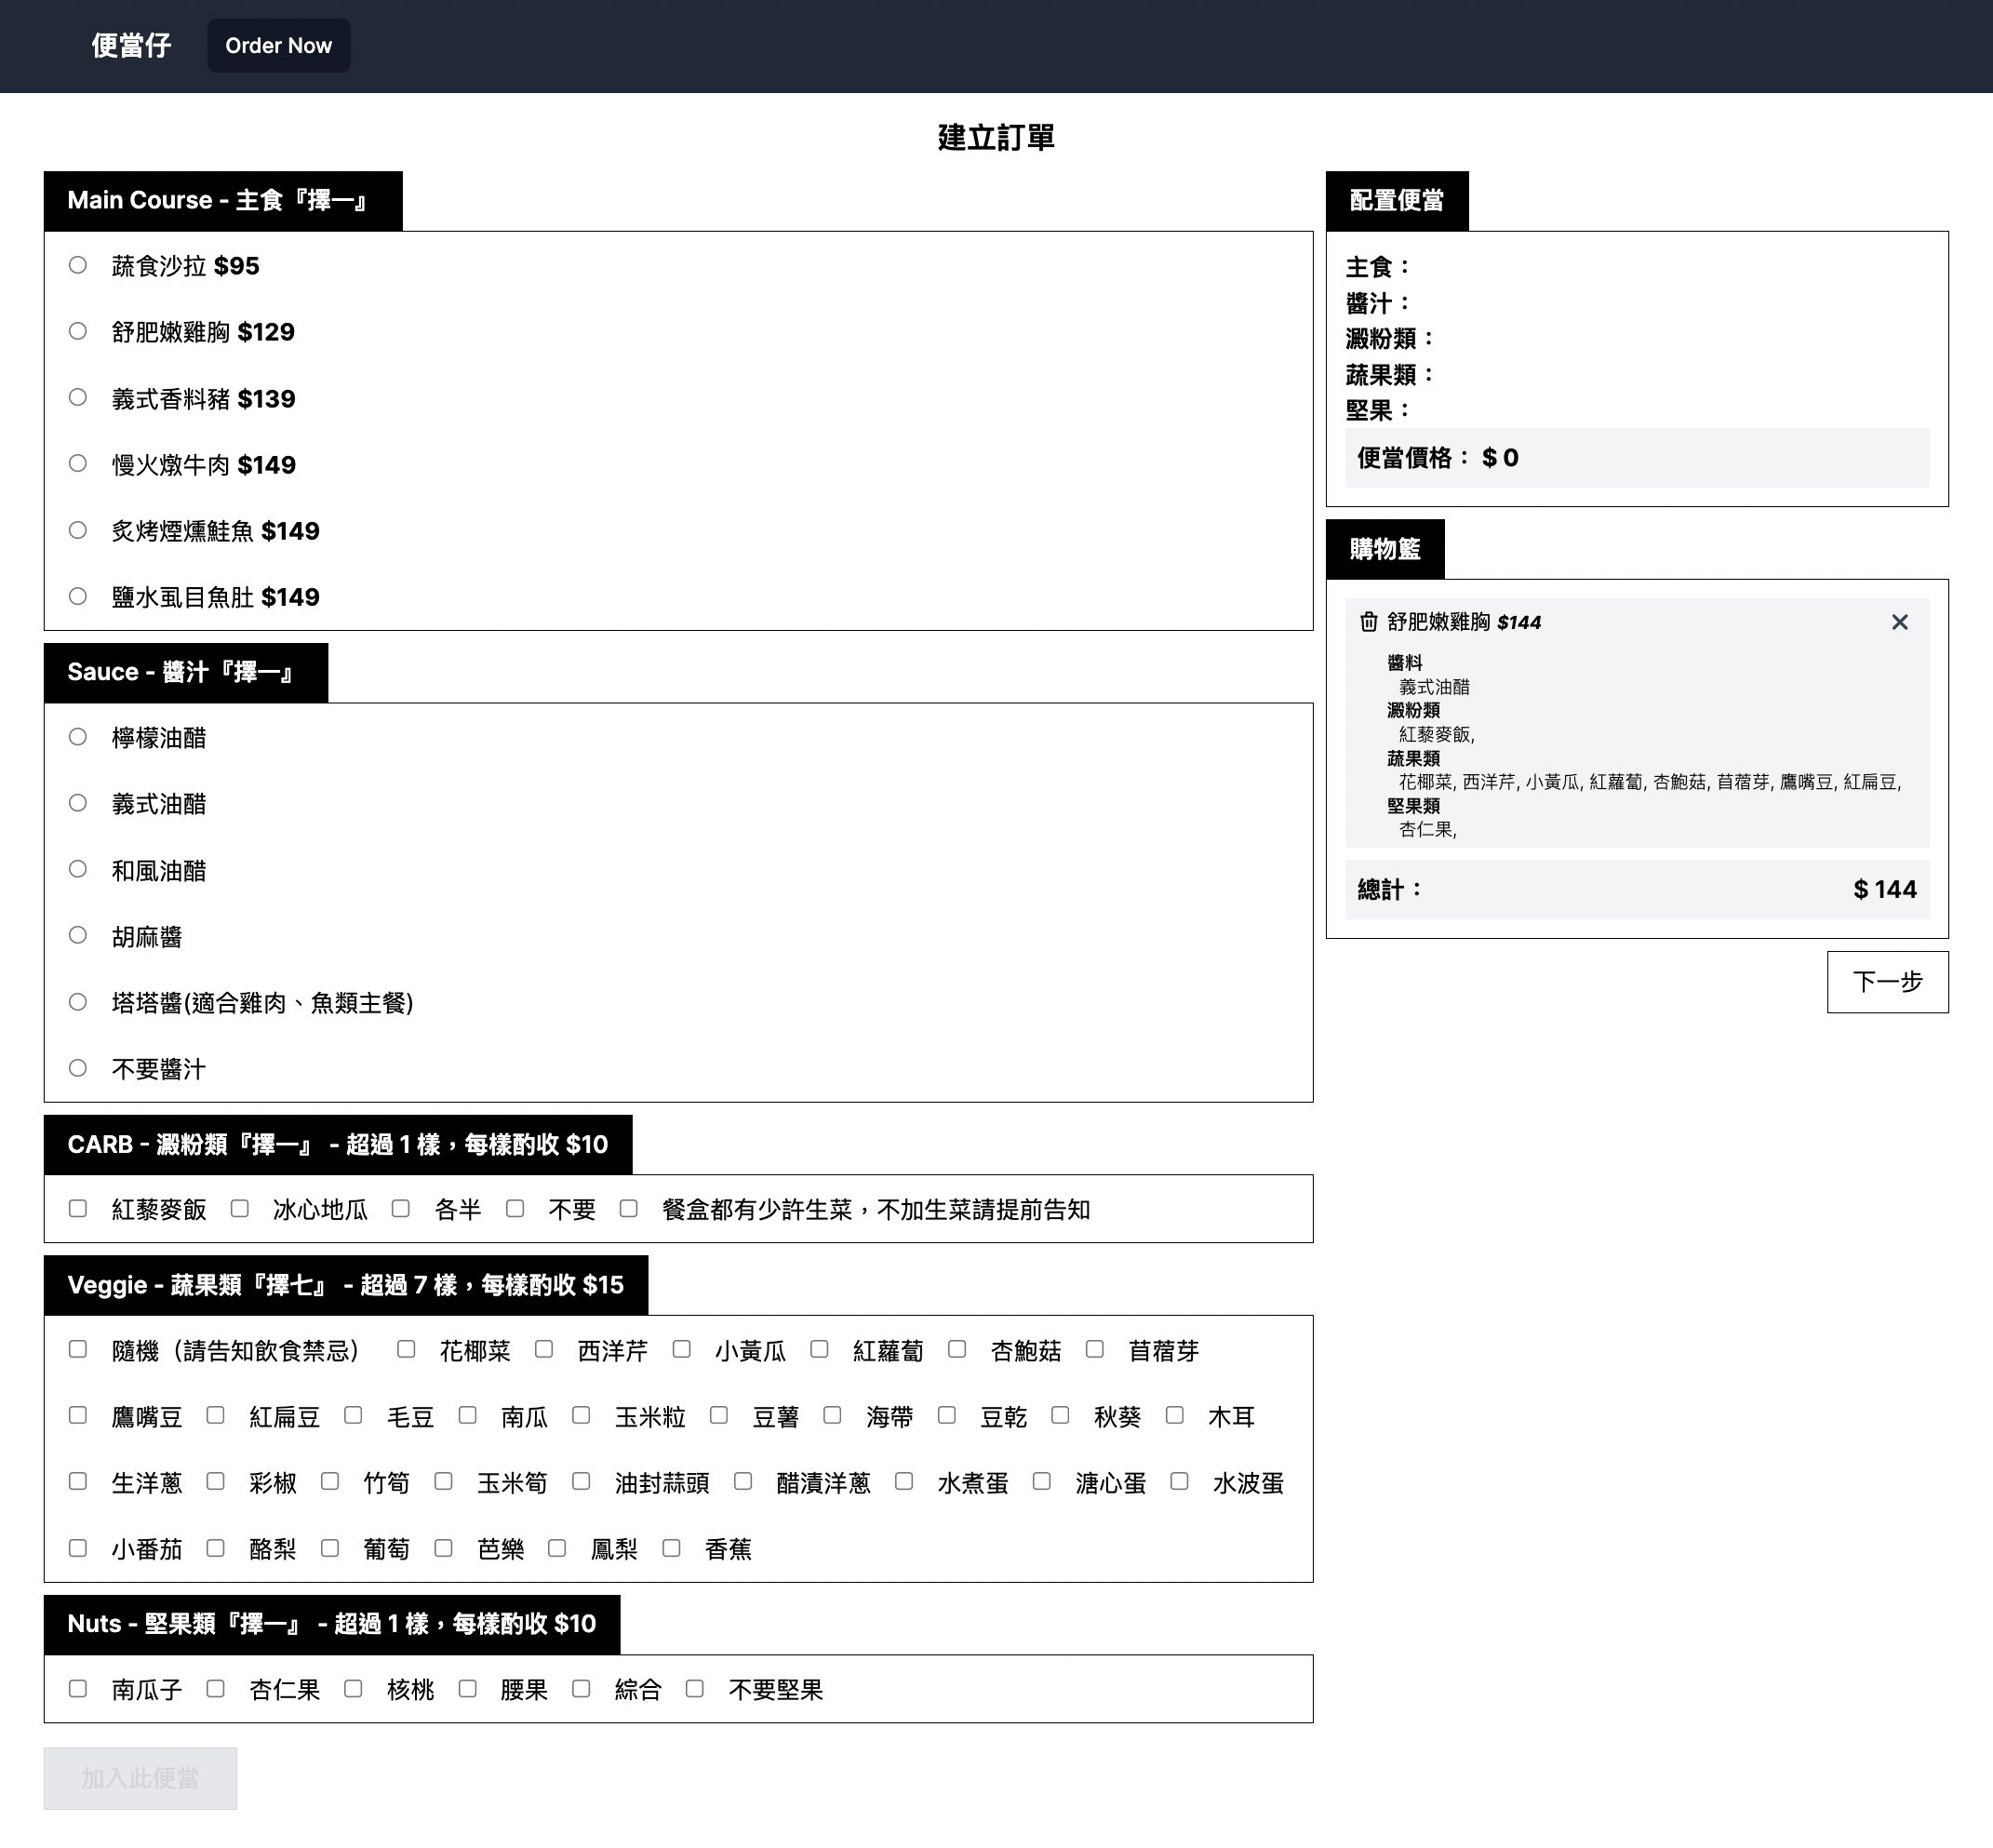 便當仔 Order Now
建立訂單
Main Course - 主食『擇一』
蔬食沙拉 $95
舒肥嫩雞胸 $129
義式香料豬 $139
慢火燉牛肉 $149
炙烤煙燻鮭魚 $149
鹽水虱目魚肚 $149
Sauce - 醬汁『擇一』
檸檬油醋
義式油醋
和風油醋
胡麻醬
塔塔醬(適合雞肉、魚類主餐)
不要醬汁
CARB - 澱粉類『擇一』 - 超過 1 樣，每樣酌收 $10
紅藜麥飯 冰心地瓜 各半 不要 餐盒都有少許生菜，不加生菜請提前告知
Veggie - 蔬果類『擇七』 - 超過 7 樣，每樣酌收 $15
隨機（請告知飲食禁忌） 花椰菜 西洋芹 小黃瓜 紅蘿蔔 杏鮑菇 苜蓿芽
鷹嘴豆 紅扁豆 毛豆 南瓜 玉米粒 豆薯 海帶 豆乾 秋葵 木耳
生洋蔥 彩椒 竹筍 玉米筍 油封蒜頭 醋漬洋蔥 水煮蛋 溏心蛋 水波蛋
小番茄 酪梨 葡萄 芭樂 鳳梨 香蕉
Nuts - 堅果類『擇一』 - 超過 1 樣，每樣酌收 $10
南瓜子 杏仁果 核桃 腰果 綜合 不要堅果
加入此便當
配置便當
主食：
醬汁：
澱粉類：
蔬果類：
堅果：
便當價格： $ 0
購物籃
舒肥嫩雞胸 $144
醬料
義式油醋
澱粉類
紅藜麥飯,
蔬果類
花椰菜, 西洋芹, 小黃瓜, 紅蘿蔔, 杏鮑菇, 苜蓿芽, 鷹嘴豆, 紅扁豆,
堅果類
杏仁果,
總計： $ 144
下一步